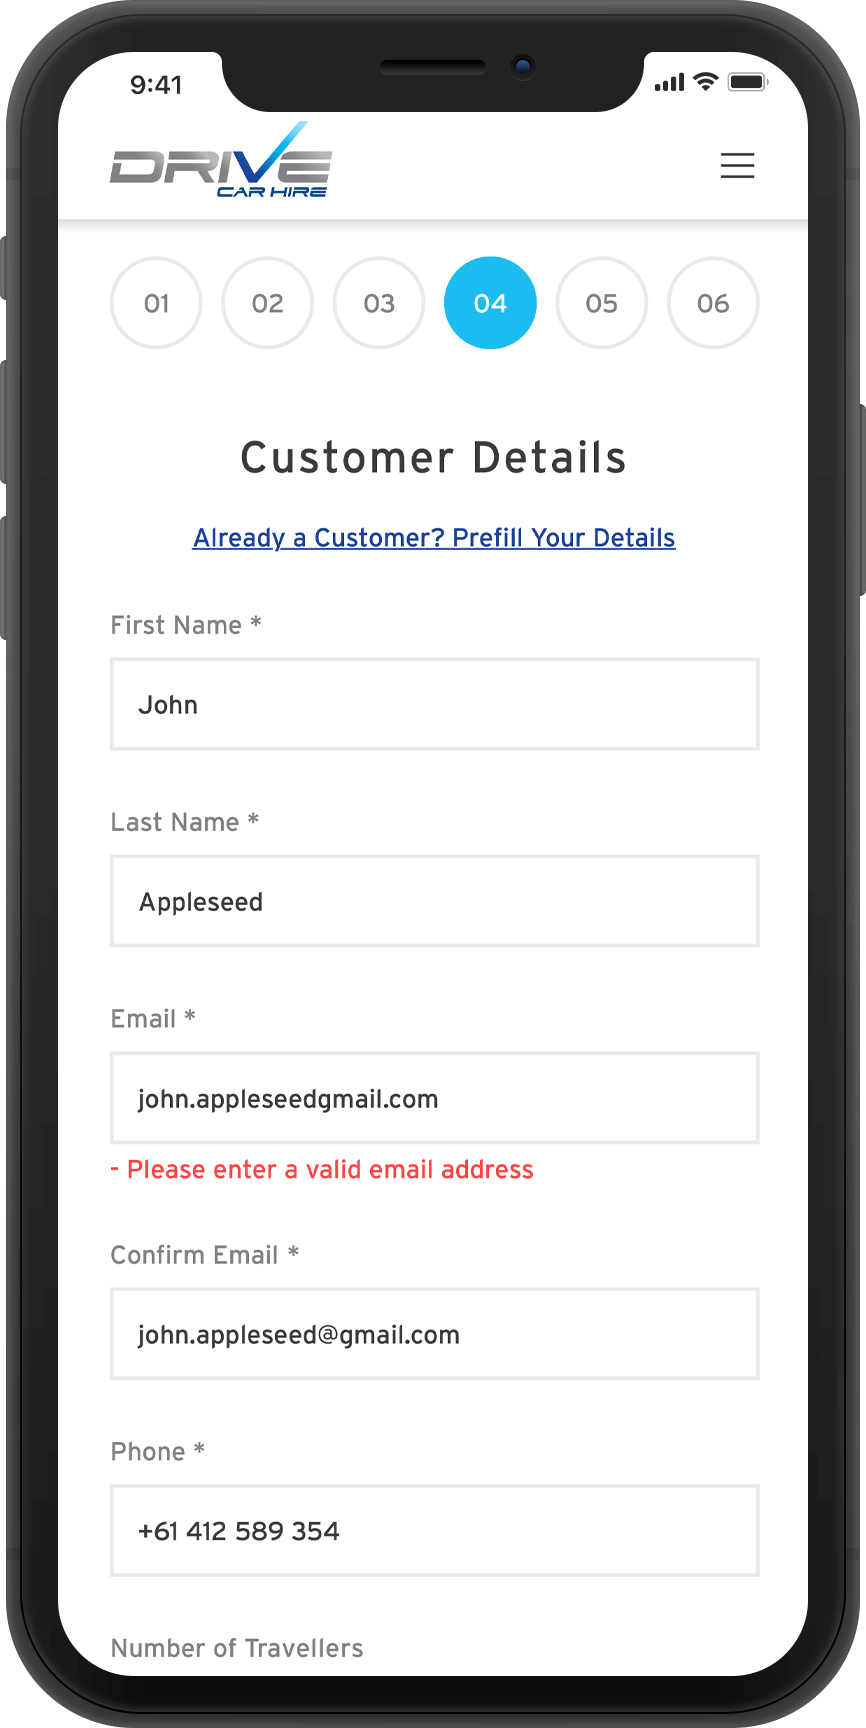 9:41
DRIVE
CAR HIRE
01 02 03 04 05 06
Customer Details
Already a Customer? Prefill Your Details
First Name *
John
Last Name *
Appleseed
Email *
john.appleseedgmail.com
- Please enter a valid email address
Confirm Email *
john.appleseed@gmail.com
Phone *
+61 412 589 354
Number of Travellers